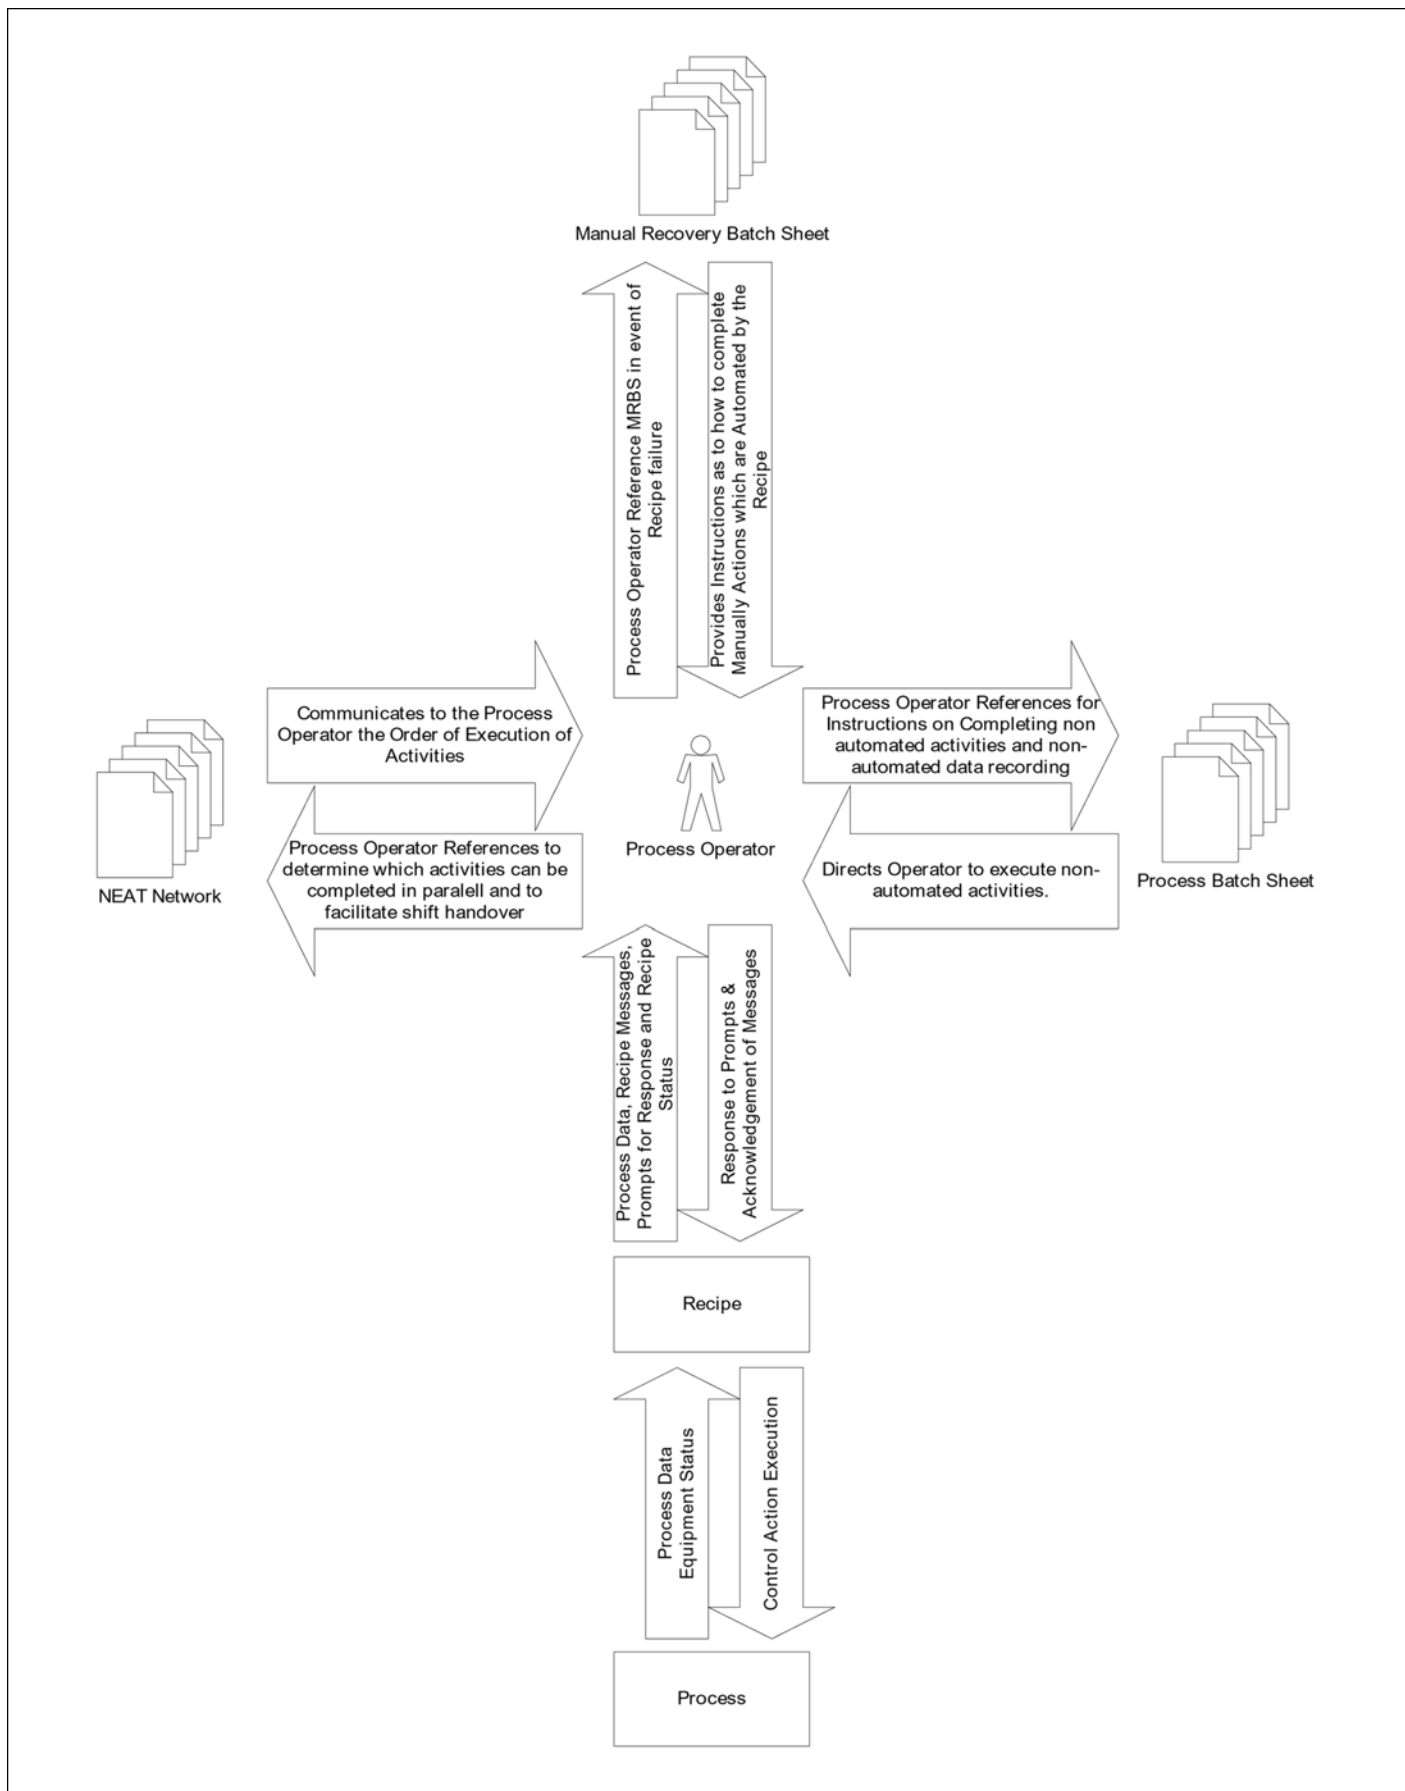 Manual Recovery Batch Sheet
Process Operator Reference MRBS in event of
Recipe failure
Provides Instructions as to how to complete
Manually Actions which are Automated by the
Recipe
Communicates to the Process
Operator the Order of Execution of
Activities
Process Operator References for
Instructions on Completing non
automated activities and non-
automated data recording
Process Operator References to
determine which activities can be
completed in paralell and to
facilitate shift handover
NEAT Network
Process Operator
Directs Operator to execute non-
automated activities.
Process Batch Sheet
Process Data, Recipe Messages,
Prompts for Response and Recipe
Status
Response to Prompts &
Acknowledgement of Messages
Recipe
Process Data
Equipment Status
Control Action Execution
Process